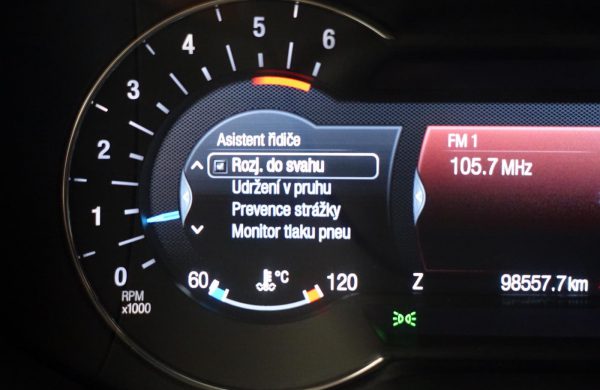 6
5
4
3
2
1
0
RPM
x1000
Asistent řidiče
Rozj. do svahu
Udržení v pruhu
Prevence strážky
Monitor tlaku pneu
60 °C 120
FM 1
105.7 MHz
Z 98557.7 km